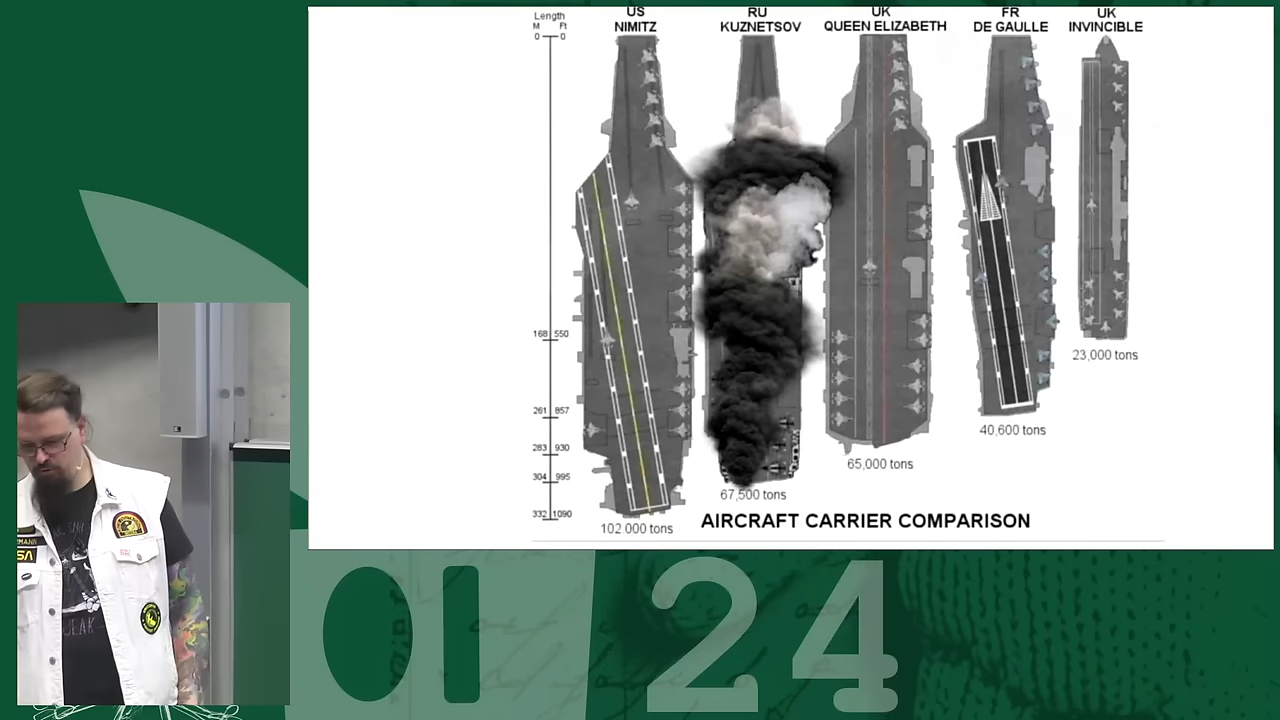 Length
M Ft
0 0
US
NIMITZ
RU
KUZNETSOV
UK
QUEEN ELIZABETH
FR
DE GAULLE
UK
INVINCIBLE
168 550
261 857
283 930
304 995
332 1090
102 000 tons
67,500 tons
65,000 tons
40,600 tons
23,000 tons
AIRCRAFT CARRIER COMPARISON
24